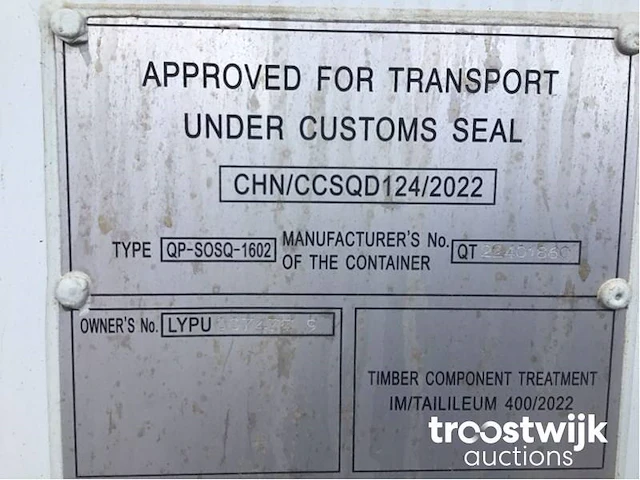 APPROVED FOR TRANSPORT
UNDER CUSTOMS SEAL
CHN/CCSQD124/2022
TYPE QP-SOSQ-1602 MANUFACTURER'S No. OF THE CONTAINER QT
OWNER'S No. LYPU
TIMBER COMPONENT TREATMENT
IM/TAILILEUM 400/2022
troostwijk
auctions